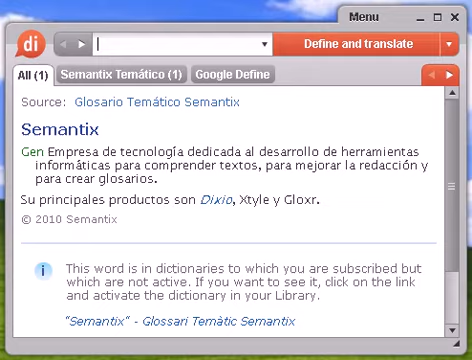 Menu
di
Define and translate
All (1)
Semantix Temático (1)
Google Define
Source: Glosario Temático Semantix
Semantix
Gen Empresa de tecnología dedicada al desarrollo de herramientas
informáticas para comprender textos, para mejorar la redacción y
para crear glosarios.
Su principales productos son Dixio, Xtyle y Gloxr.
© 2010 Semantix
i
This word is in dictionaries to which you are subscribed but
which are not active. If you want to see it, click on the link
and activate the dictionary in your Library.
"Semantix" - Glossari Temàtic Semantix